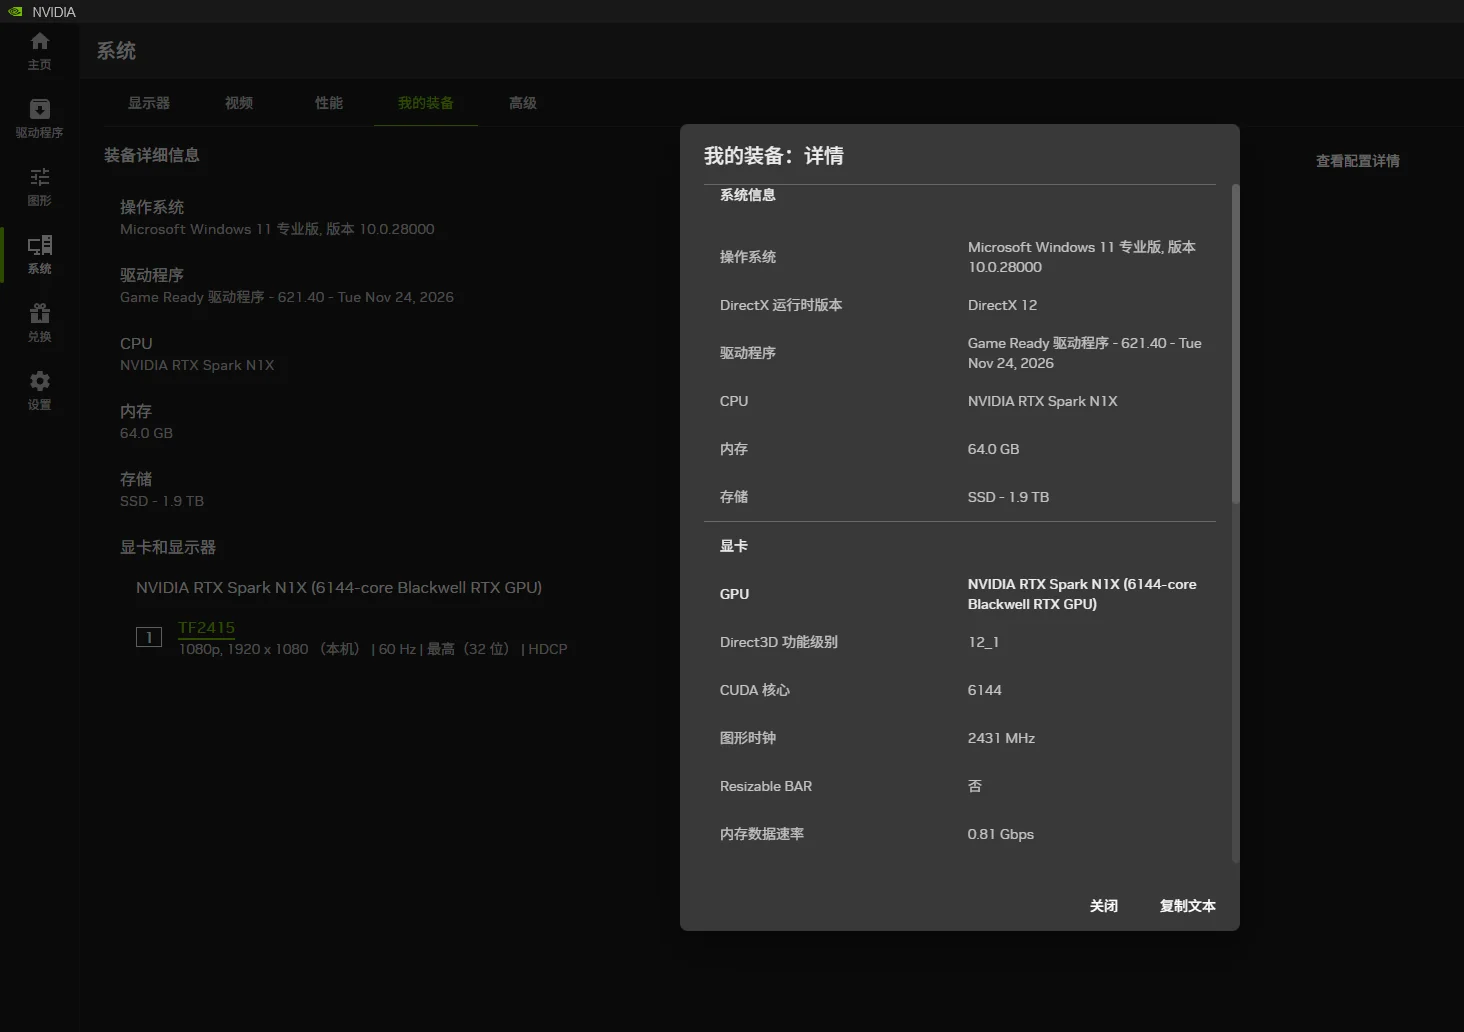 NVIDIA
主页
驱动程序
图形
系统
兑换
设置
系统
显示器
视频
性能
我的装备
高级
装备详细信息
查看配置详情
操作系统
Microsoft Windows 11 专业版, 版本 10.0.28000
驱动程序
Game Ready 驱动程序 - 621.40 - Tue Nov 24, 2026
CPU
NVIDIA RTX Spark N1X
内存
64.0 GB
存储
SSD - 1.9 TB
显卡和显示器
NVIDIA RTX Spark N1X (6144-core Blackwell RTX GPU)
1
TF2415
1080p, 1920 x 1080 （本机） | 60 Hz | 最高（32 位） | HDCP
我的装备：详情
系统信息
操作系统
Microsoft Windows 11 专业版, 版本
10.0.28000
DirectX 运行时版本
DirectX 12
驱动程序
Game Ready 驱动程序 - 621.40 - Tue
Nov 24, 2026
CPU
NVIDIA RTX Spark N1X
内存
64.0 GB
存储
SSD - 1.9 TB
显卡
GPU
NVIDIA RTX Spark N1X (6144-core
Blackwell RTX GPU)
Direct3D 功能级别
12_1
CUDA 核心
6144
图形时钟
2431 MHz
Resizable BAR
否
内存数据速率
0.81 Gbps
关闭
复制文本